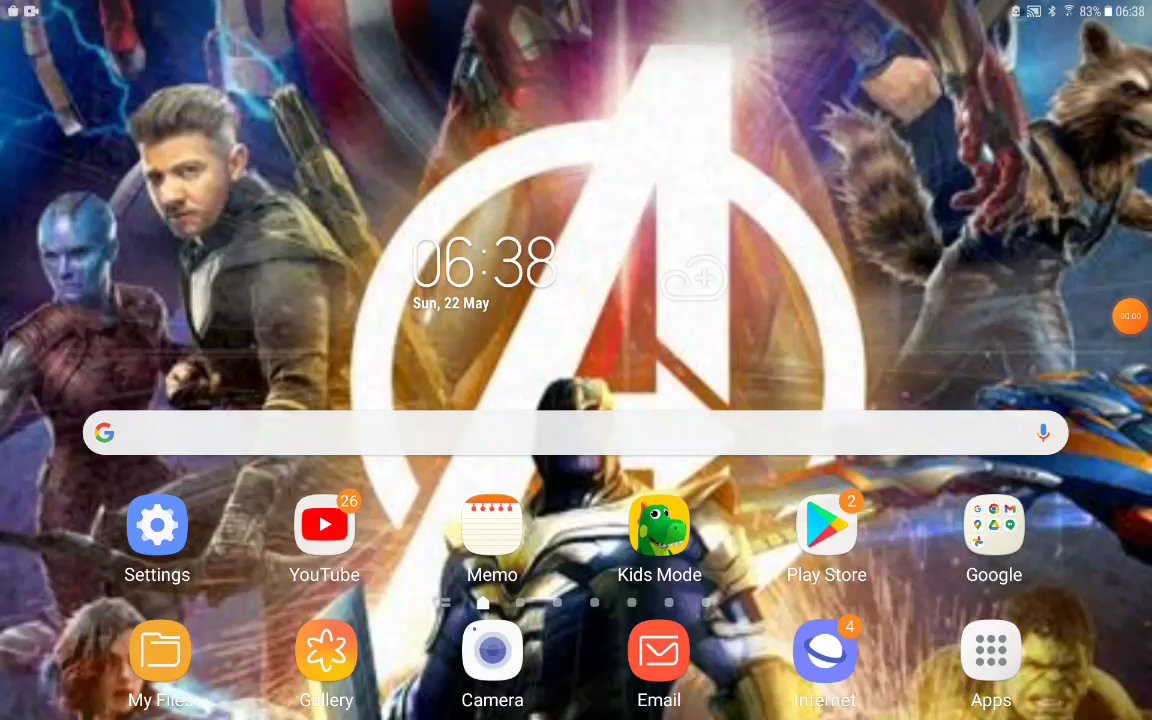 83% 06:38
06:38
Sun, 22 May
00:00
26
2
Settings
YouTube
Memo
Kids Mode
Play Store
Google
4
My Files
Gallery
Camera
Email
Internet
Apps